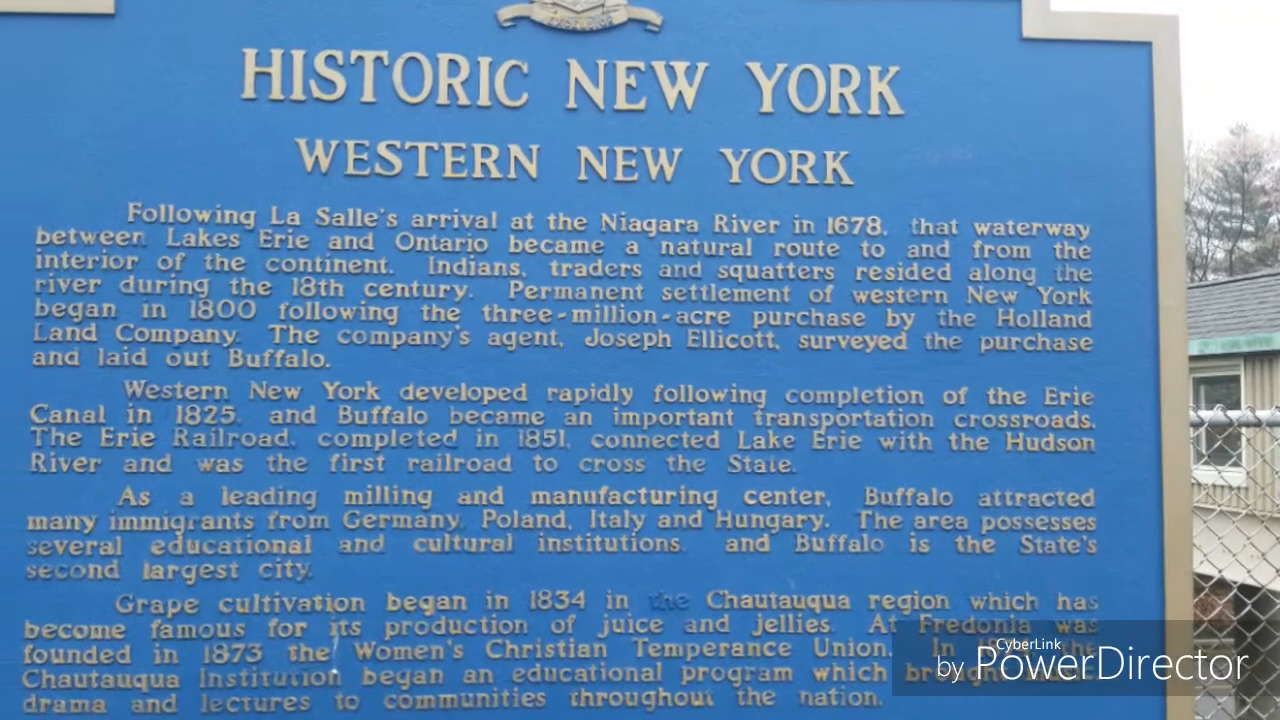 EXCELSIOR
HISTORIC NEW YORK
WESTERN NEW YORK
Following La Salle's arrival at the Niagara River in 1678, that waterway
between Lakes Erie and Ontario became a natural route to and from the
interior of the continent. Indians, traders and squatters resided along the
river during the 18th century. Permanent settlement of western New York
began in 1800 following the three-million-acre purchase by the Holland
Land Company. The company's agent, Joseph Ellicott, surveyed the purchase
and laid out Buffalo.
Western New York developed rapidly following completion of the Erie
Canal in 1825, and Buffalo became an important transportation crossroads.
The Erie Railroad, completed in 1851, connected Lake Erie with the Hudson
River and was the first railroad to cross the State.
As a leading milling and manufacturing center, Buffalo attracted
many immigrants from Germany, Poland, Italy and Hungary. The area possesses
several educational and cultural institutions, and Buffalo is the State's
second largest city.
Grape cultivation began in 1834 in the Chautauqua region which has
become famous for its production of juice and jellies. At Fredonia was
founded in 1873 the Women's Christian Temperance Union. In the
Chautauqua Institution began an educational program which brought
drama and lectures to communities throughout the nation.
CyberLink
by PowerDirector